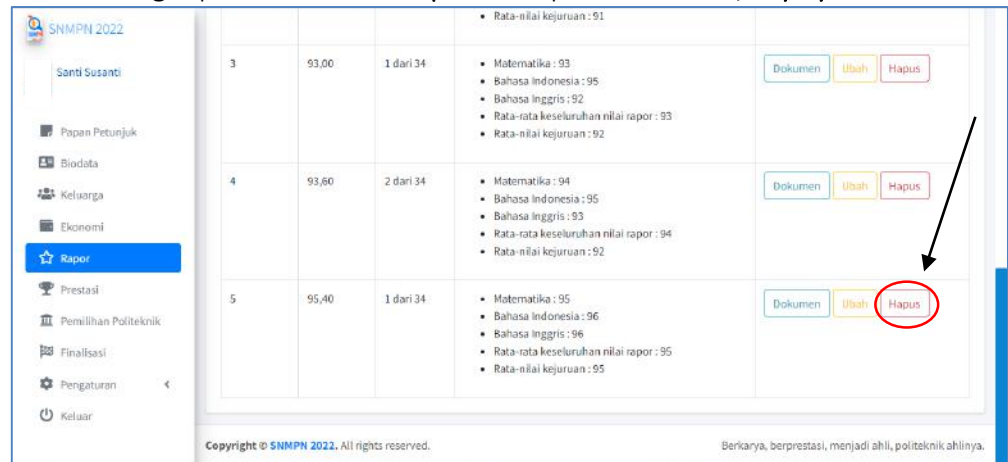 SNMPN 2022
Santi Susanti
Papan Petunjuk
Biodata
Keluarga
Ekonomi
Rapor
Prestasi
Pemilihan Politeknik
Finalisasi
Pengaturan
Keluar
Rata-nilai kejuruan : 91
3 93,00 1 dari 34
Matematika : 93
Bahasa Indonesia : 95
Bahasa Inggris : 92
Rata-rata keseluruhan nilai rapor : 93
Rata-nilai kejuruan : 92
Dokumen Ubah Hapus
4 93,60 2 dari 34
Matematika : 94
Bahasa Indonesia : 95
Bahasa Inggris : 93
Rata-rata keseluruhan nilai rapor : 94
Rata-nilai kejuruan : 92
Dokumen Ubah Hapus
5 95,40 1 dari 34
Matematika : 95
Bahasa Indonesia : 96
Bahasa Inggris : 96
Rata-rata keseluruhan nilai rapor : 95
Rata-nilai kejuruan : 95
Dokumen Ubah Hapus
Copyright © SNMPN 2022. All rights reserved.
Berkarya, berprestasi, menjadi ahli, politeknik ahlinya.